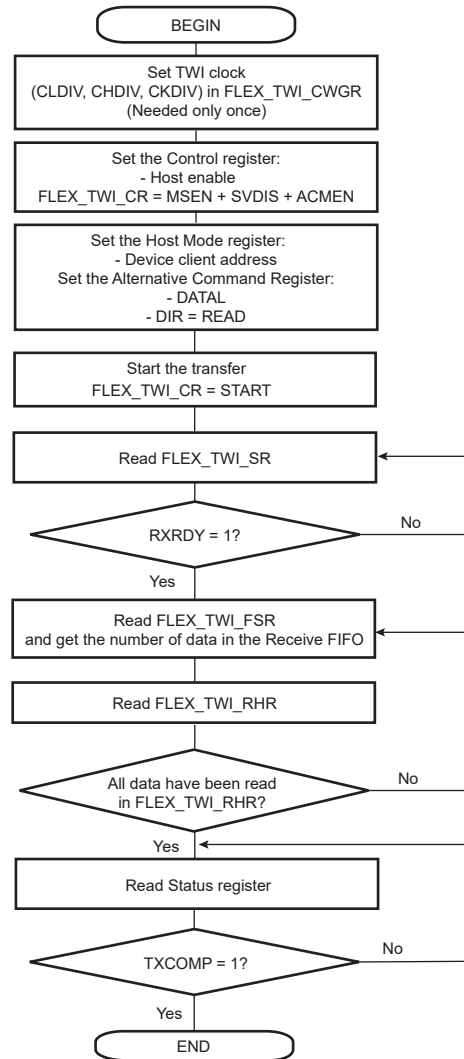 BEGIN
Set TWI clock
(CLDIV, CHDIV, CKDIV) in FLEX_TWI_CWGR
(Needed only once)
Set the Control register:
- Host enable
FLEX_TWI_CR = MSEN + SVDIS + ACMEN
Set the Host Mode register:
- Device client address
Set the Alternative Command Register:
- DATAL
- DIR = READ
Start the transfer
FLEX_TWI_CR = START
Read FLEX_TWI_SR
RXRDY = 1?
No
Yes
Read FLEX_TWI_FSR
and get the number of data in the Receive FIFO
Read FLEX_TWI_RHR
All data have been read
in FLEX_TWI_RHR?
No
Yes
Read Status register
TXCOMP = 1?
No
Yes
END